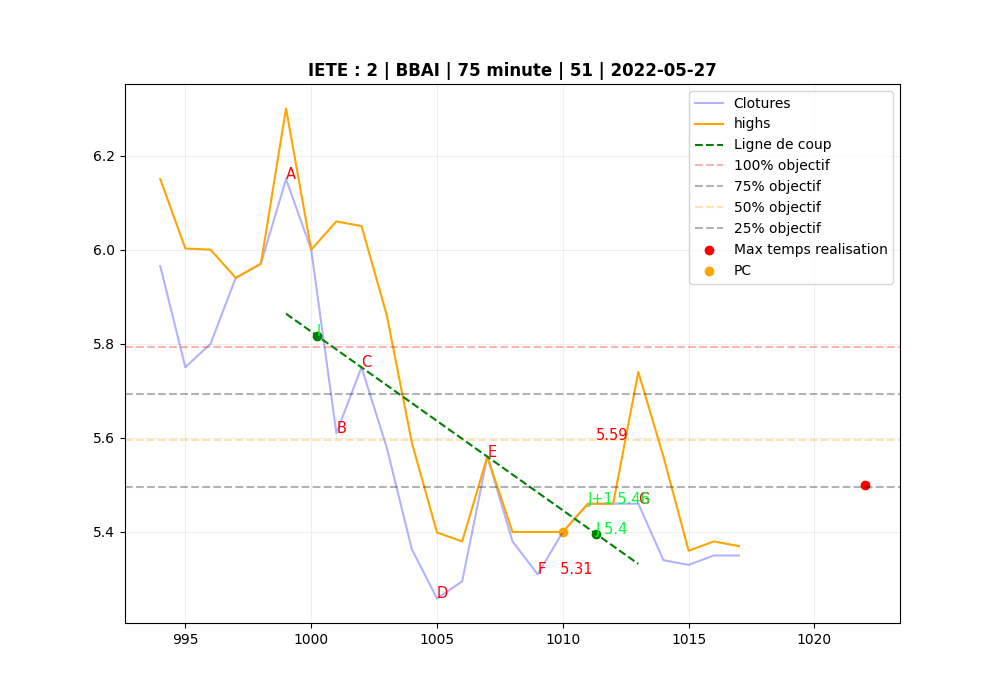 IETE : 2 | BBAI | 75 minute | 51 | 2022-05-27
Clotures
highs
Ligne de coup
100% objectif
75% objectif
50% objectif
25% objectif
Max temps realisation
PC
6.2
6.0
5.8
5.6
5.4
A
B
C
D
E
F 5.31
5.59
J+1 5.46
G
I 5.4
995
1000
1005
1010
1015
1020